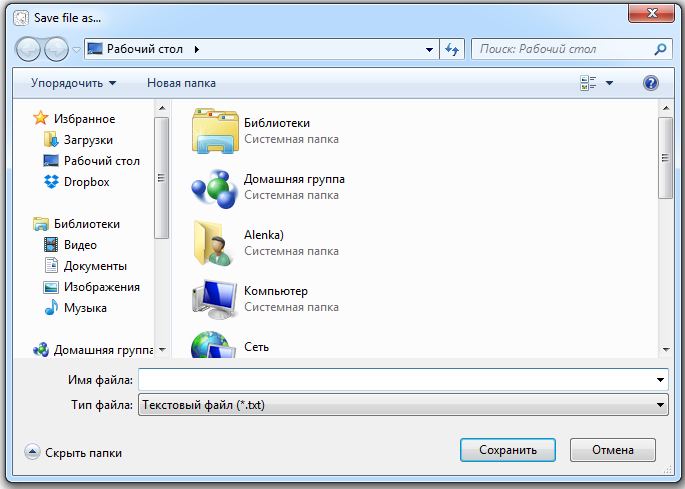 Save file as...
Рабочий стол
Поиск: Рабочий стол
Упорядочить
Новая папка
Избранное
Загрузки
Рабочий стол
Dropbox
Библиотеки
Видео
Документы
Изображения
Музыка
Домашняя группа
Библиотеки
Системная папка
Домашняя группа
Системная папка
Alenka)
Системная папка
Компьютер
Системная папка
Сеть
Имя файла:
Тип файла: Текстовый файл (*.txt)
Скрыть папки
Сохранить
Отмена